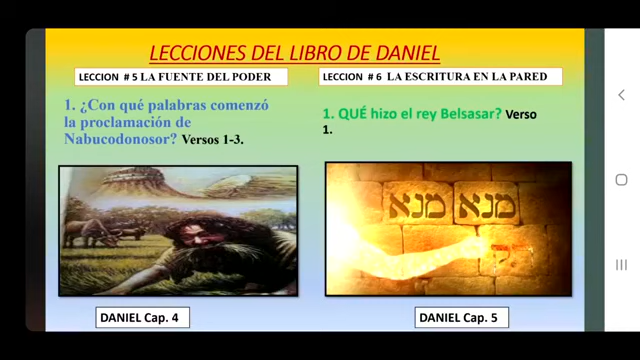 LECCIONES DEL LIBRO DE DANIEL
LECCION # 5 LA FUENTE DEL PODER
1. ¿Con qué palabras comenzó
la proclamación de
Nabucodonosor? Versos 1-3.
DANIEL Cap. 4
LECCION # 6 LA ESCRITURA EN LA PARED
1. QUÉ hizo el rey Belsasar? Verso
1.
מנא מנא
DANIEL Cap. 5